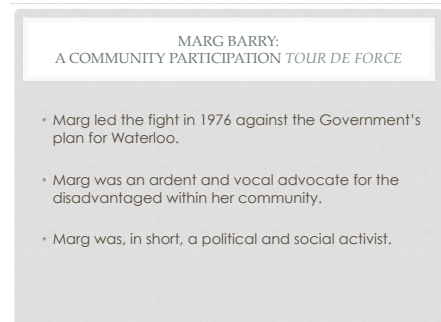 MARG BARRY:
A COMMUNITY PARTICIPATION TOUR DE FORCE
• Marg led the fight in 1976 against the Government's
plan for Waterloo.
• Marg was an ardent and vocal advocate for the
disadvantaged within her community.
• Marg was, in short, a political and social activist.